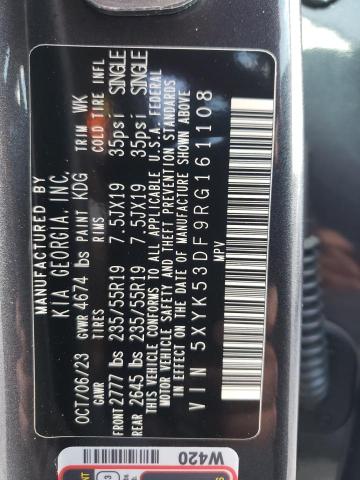 MANUFACTURED BY
KIA GEORGIA, INC.
OCT/06/23 GVWR 4674 lbs PAINT KDG TRIM WK
GAWR TIRES RIMS COLD TIRE INFL
FRONT 2777 lbs 235/55R19 7.5JX19 35psi SINGLE
REAR 2645 lbs 235/55R19 7.5JX19 35psi SINGLE
THIS VEHICLE CONFORMS TO ALL APPLICABLE U.S.A. FEDERAL
MOTOR VEHICLE SAFETY AND THEFT PREVENTION STANDARDS
IN EFFECT ON THE DATE OF MANUFACTURE SHOWN ABOVE
VIN 5XYK53DF9RG161108
MPV
W420